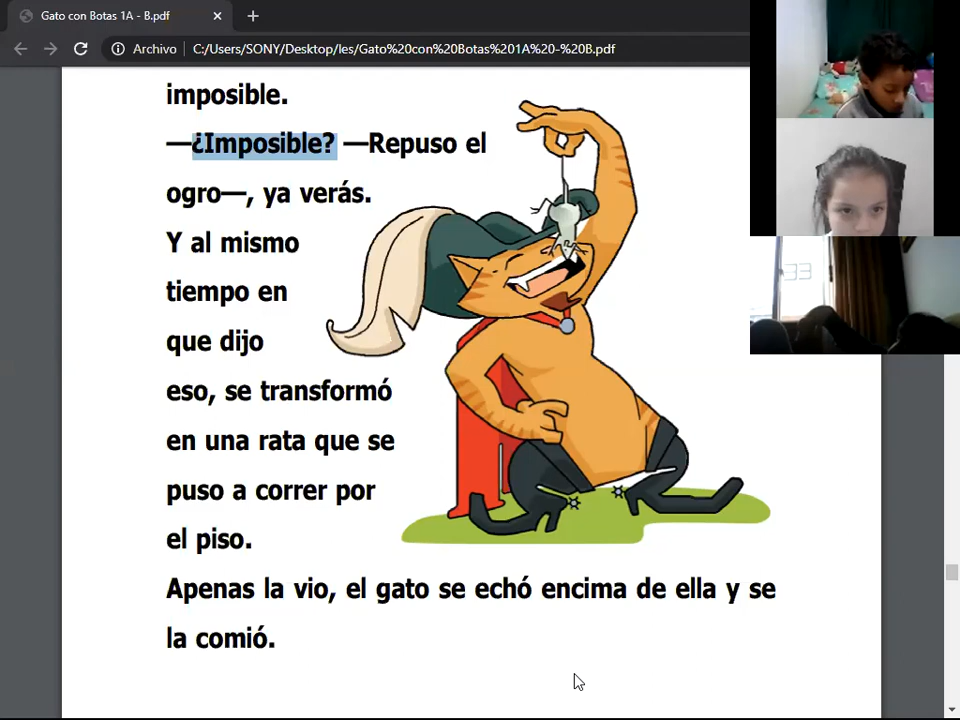 Gato con Botas 1A - B.pdf
Archivo | C:/Users/SONY/Desktop/les/Gato%20con%20Botas%201A%20-%20B.pdf
imposible.
—¿Imposible? —Repuso el
ogro—, ya verás.
Y al mismo
tiempo en
que dijo
eso, se transformó
en una rata que se
puso a correr por
el piso.
Apenas la vio, el gato se echó encima de ella y se
la comió.